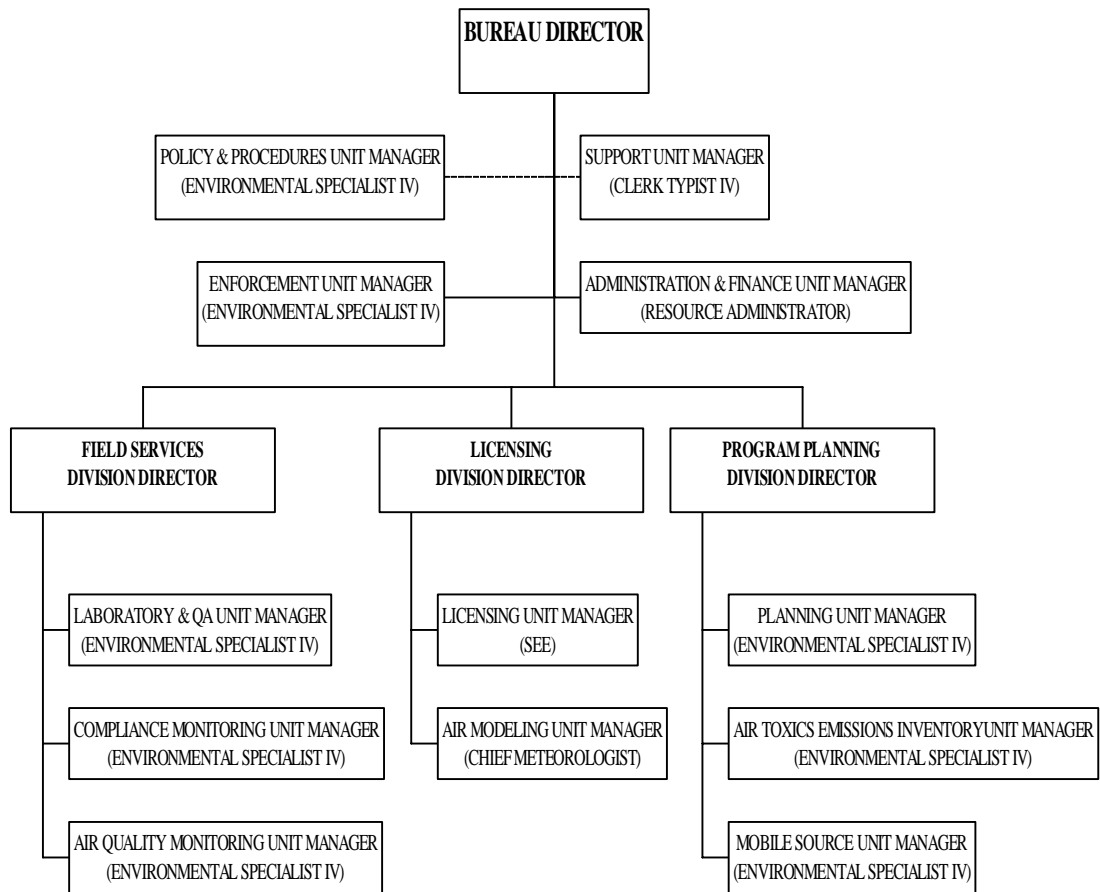 BUREAU DIRECTOR
POLICY & PROCEDURES UNIT MANAGER
(ENVIRONMENTAL SPECIALIST IV)
SUPPORT UNIT MANAGER
(CLERK TYPIST IV)
ENFORCEMENT UNIT MANAGER
(ENVIRONMENTAL SPECIALIST IV)
ADMINISTRATION & FINANCE UNIT MANAGER
(RESOURCE ADMINISTRATOR)
FIELD SERVICES
DIVISION DIRECTOR
LICENSING
DIVISION DIRECTOR
PROGRAM PLANNING
DIVISION DIRECTOR
LABORATORY & QA UNIT MANAGER
(ENVIRONMENTAL SPECIALIST IV)
LICENSING UNIT MANAGER
(SEE)
PLANNING UNIT MANAGER
(ENVIRONMENTAL SPECIALIST IV)
COMPLIANCE MONITORING UNIT MANAGER
(ENVIRONMENTAL SPECIALIST IV)
AIR MODELING UNIT MANAGER
(CHIEF METEOROLOGIST)
AIR TOXICS EMISSIONS INVENTORYUNIT MANAGER
(ENVIRONMENTAL SPECIALIST IV)
AIR QUALITY MONITORING UNIT MANAGER
(ENVIRONMENTAL SPECIALIST IV)
MOBILE SOURCE UNIT MANAGER
(ENVIRONMENTAL SPECIALIST IV)